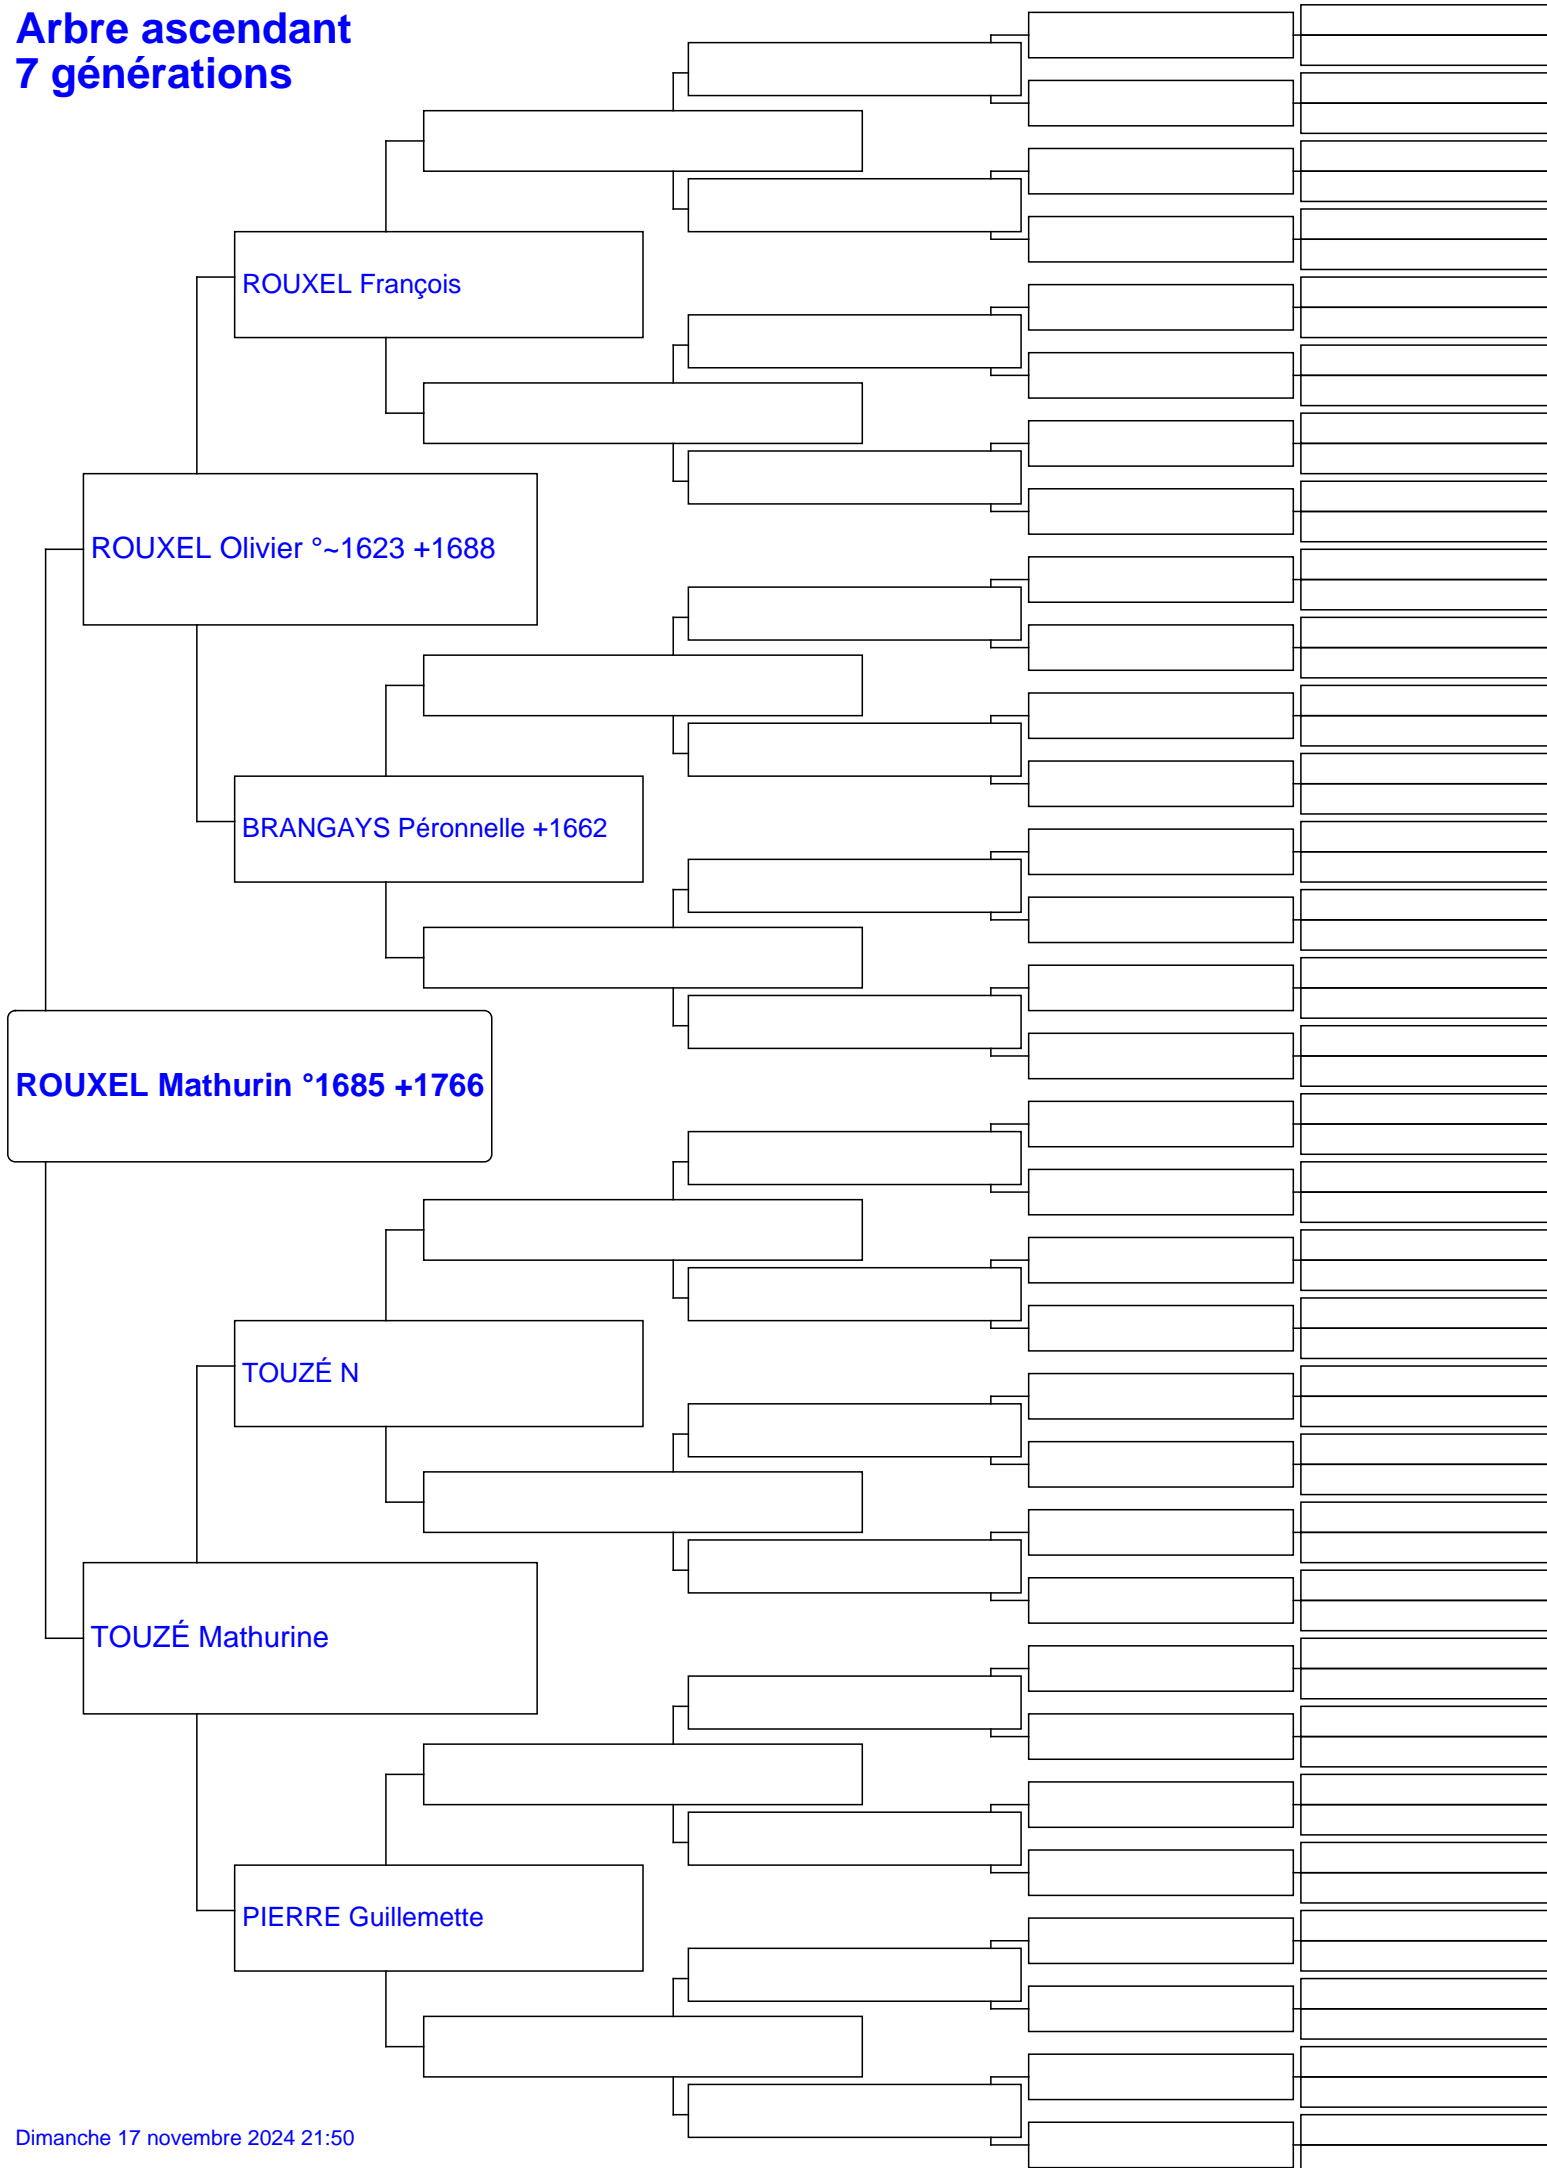 Arbre ascendant
7 générations
ROUXEL François
ROUXEL Olivier °~1623 +1688
BRANGAYS Péronnelle +1662
ROUXEL Mathurin °1685 +1766
TOUZÉ N
TOUZÉ Mathurine
PIERRE Guillemette
Dimanche 17 novembre 2024 21:50